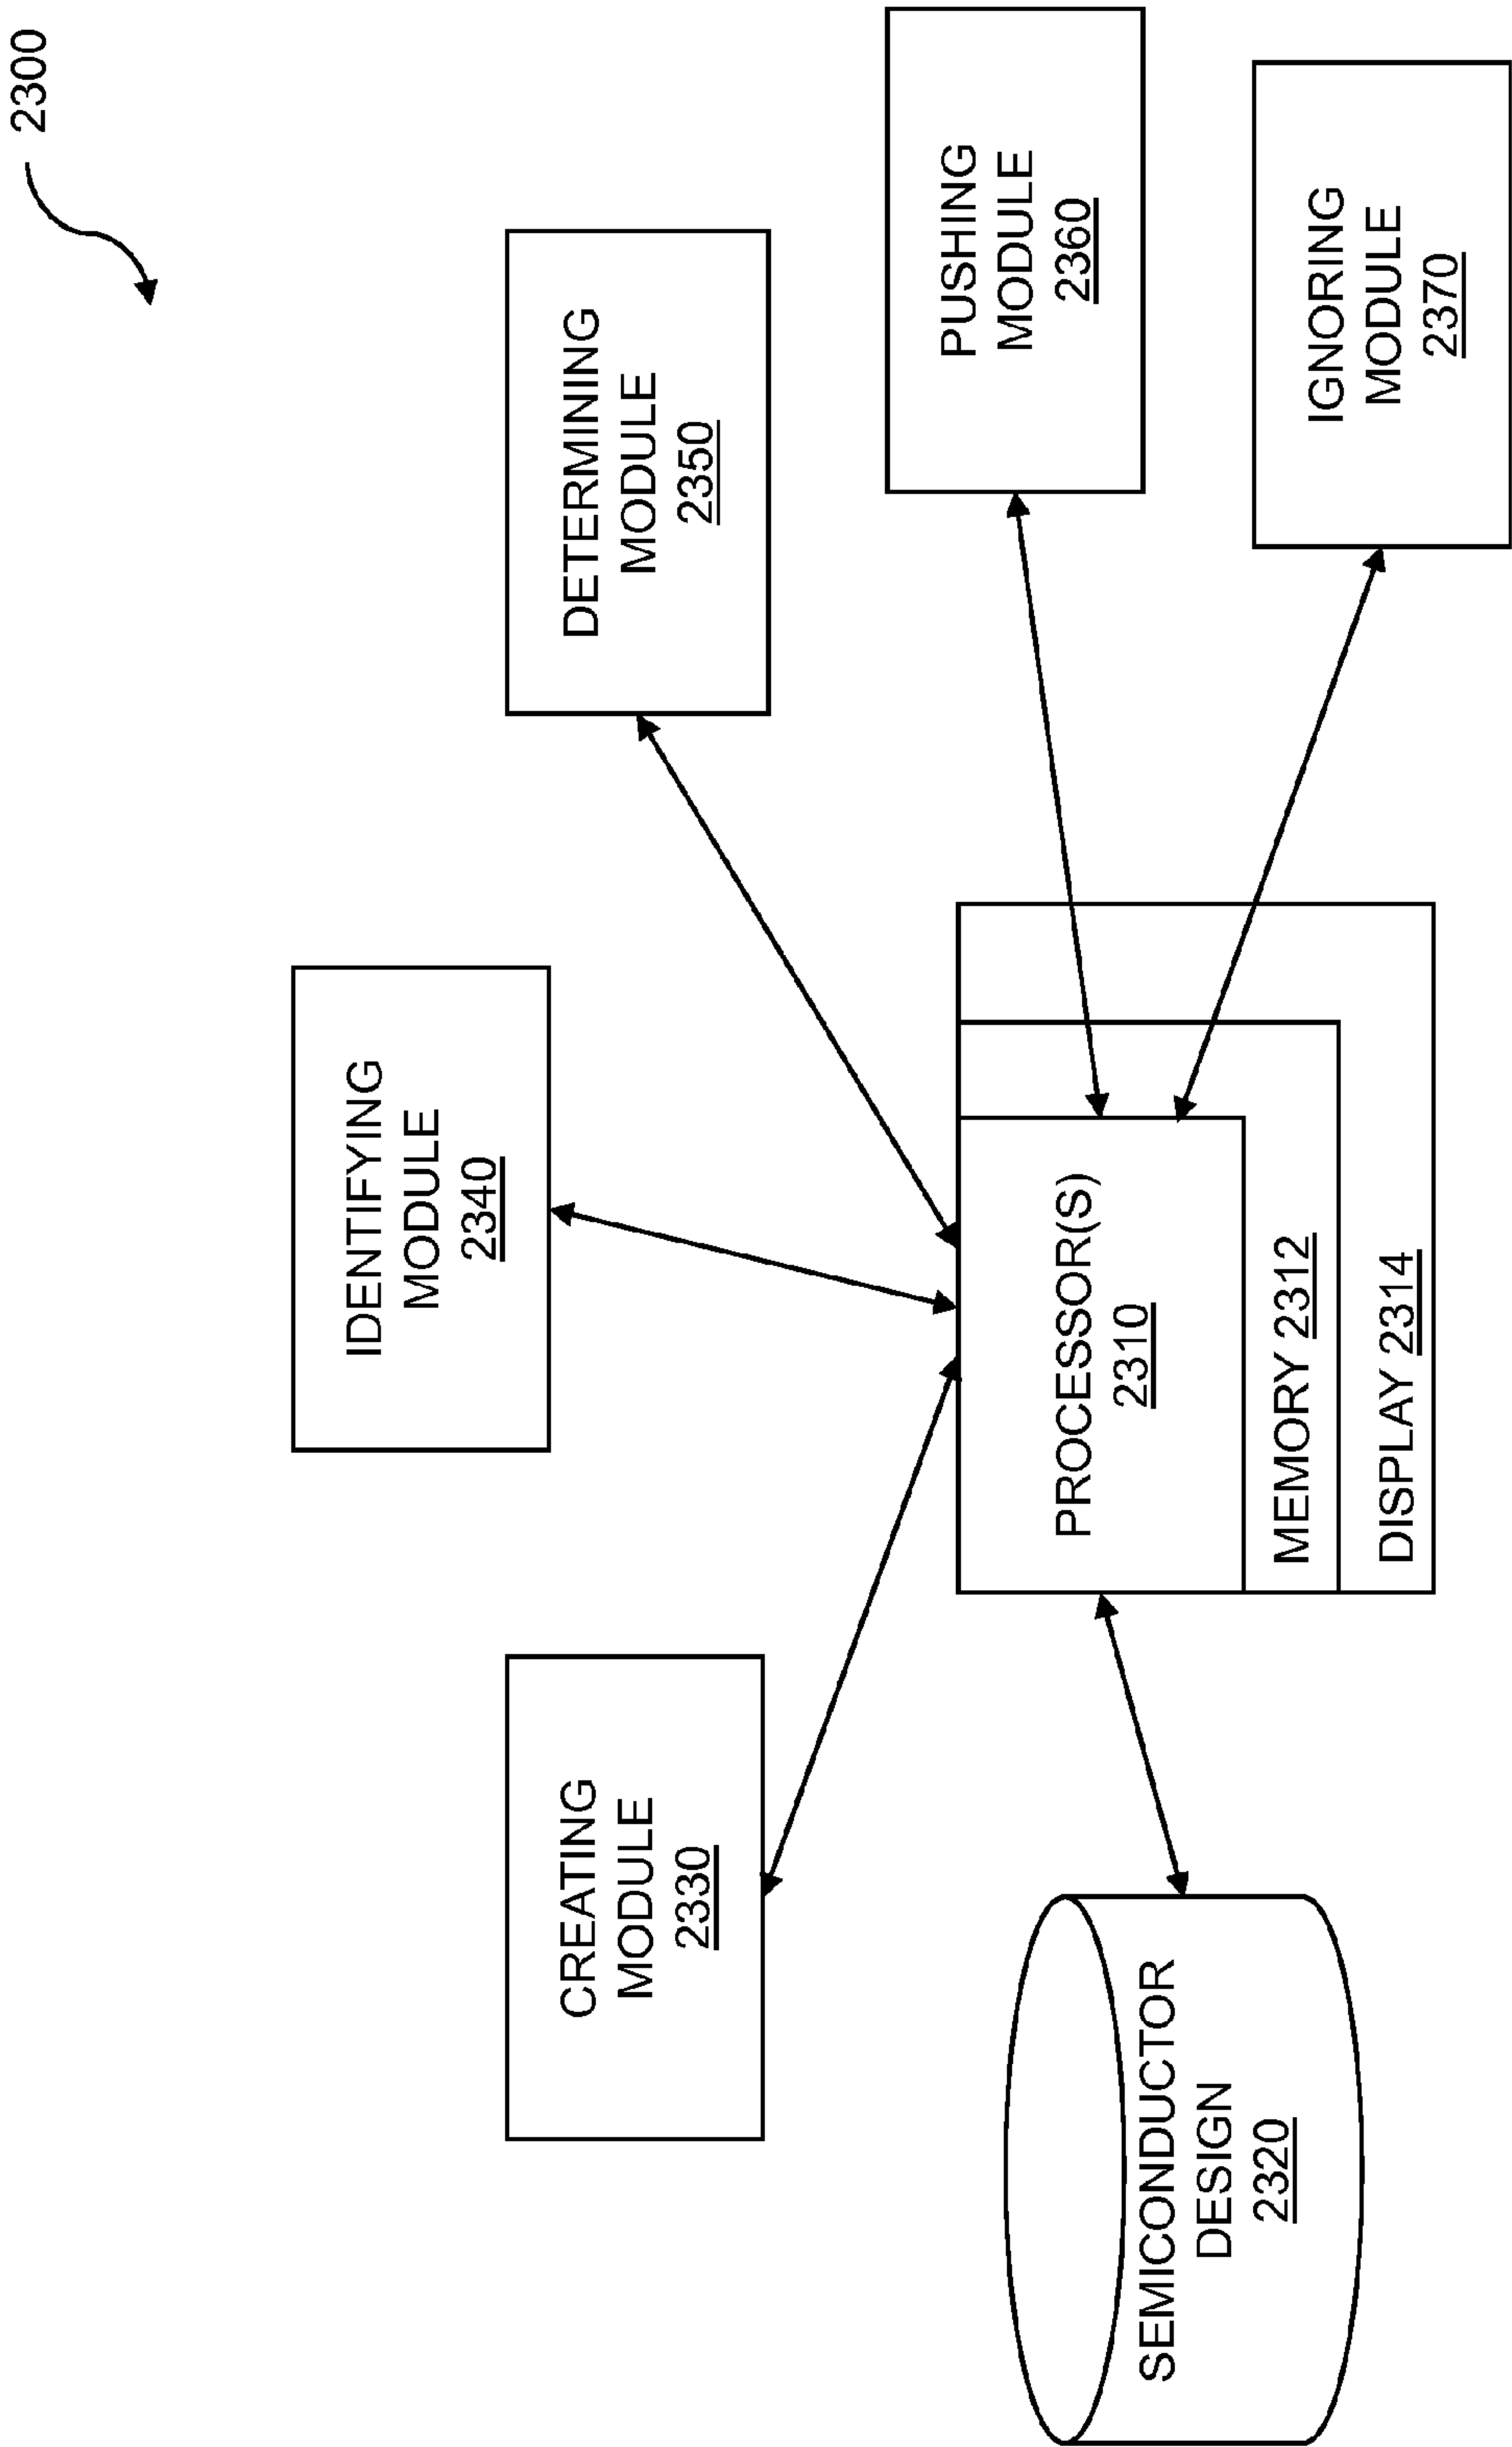 2300
IDENTIFYING
MODULE
2340
CREATING
MODULE
2330
DETERMINING
MODULE
2350
PUSHING
MODULE
2360
SEMICONDUCTOR
DESIGN
2320
PROCESSOR(S)
2310
MEMORY 2312
DISPLAY 2314
IGNORING
MODULE
2370